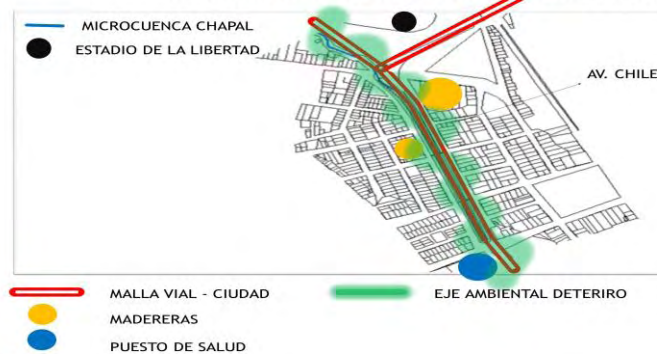 MICROCUENCA CHAPAL
ESTADIO DE LA LIBERTAD
AV. CHILE
MALLA VIAL - CIUDAD
EJE AMBIENTAL DETERIRO
MADERERAS
PUESTO DE SALUD